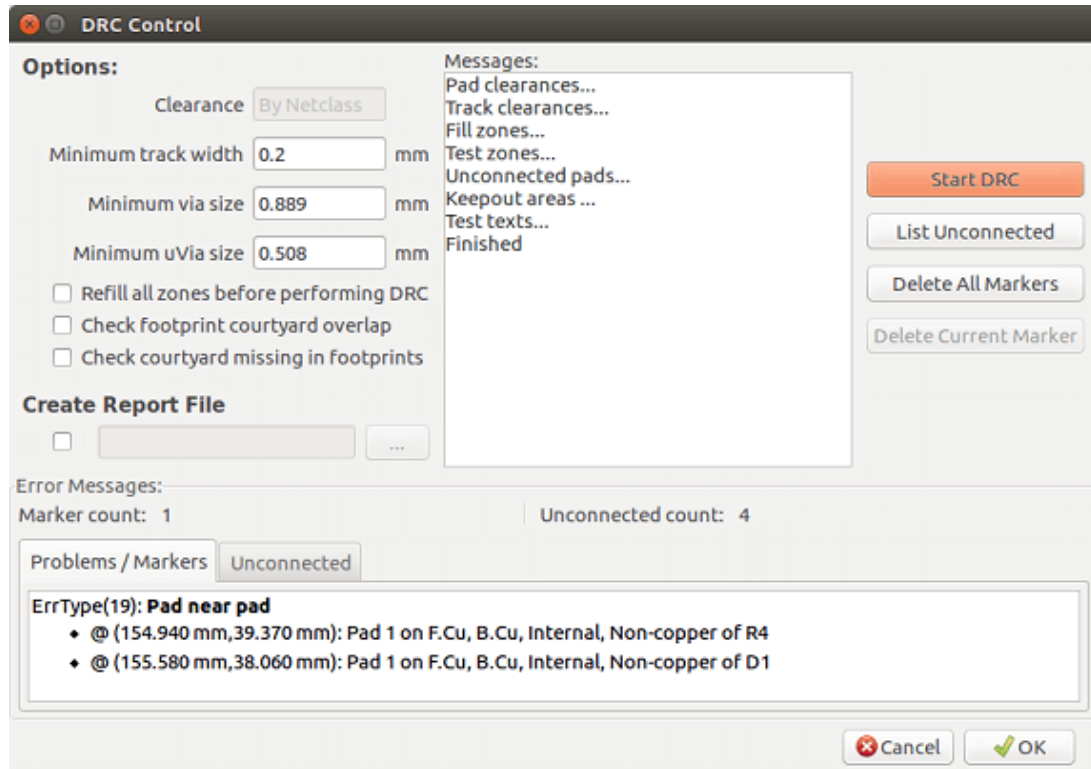 DRC Control
Options:
Clearance By Netclass
Minimum track width 0.2 mm
Minimum via size 0.889 mm
Minimum uVia size 0.508 mm
Refill all zones before performing DRC
Check footprint courtyard overlap
Check courtyard missing in footprints
Create Report File
...
Messages:
Pad clearances...
Track clearances...
Fill zones...
Test zones...
Unconnected pads...
Keepout areas ...
Test texts...
Finished
Start DRC
List Unconnected
Delete All Markers
Delete Current Marker
Error Messages:
Marker count: 1 Unconnected count: 4
Problems / Markers Unconnected
ErrType(19): Pad near pad
@ (154.940 mm,39.370 mm): Pad 1 on F.Cu, B.Cu, Internal, Non-copper of R4
@ (155.580 mm,38.060 mm): Pad 1 on F.Cu, B.Cu, Internal, Non-copper of D1
Cancel OK